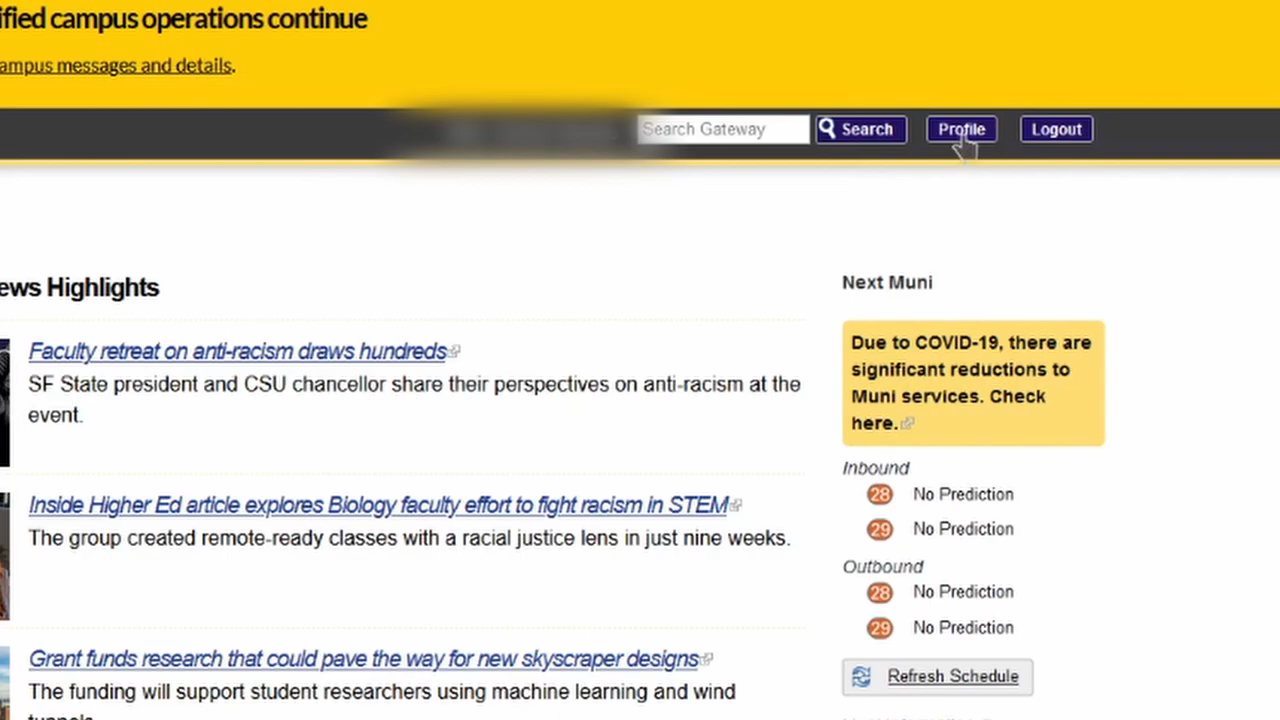 ified campus operations continue
ampus messages and details.
Search Gateway
Search
Profile
Logout
ews Highlights
Faculty retreat on anti-racism draws hundreds
SF State president and CSU chancellor share their perspectives on anti-racism at the
event.
Inside Higher Ed article explores Biology faculty effort to fight racism in STEM
The group created remote-ready classes with a racial justice lens in just nine weeks.
Grant funds research that could pave the way for new skyscraper designs
The funding will support student researchers using machine learning and wind
tunnels
Next Muni
Due to COVID-19, there are
significant reductions to
Muni services. Check
here.
Inbound
28 No Prediction
29 No Prediction
Outbound
28 No Prediction
29 No Prediction
Refresh Schedule